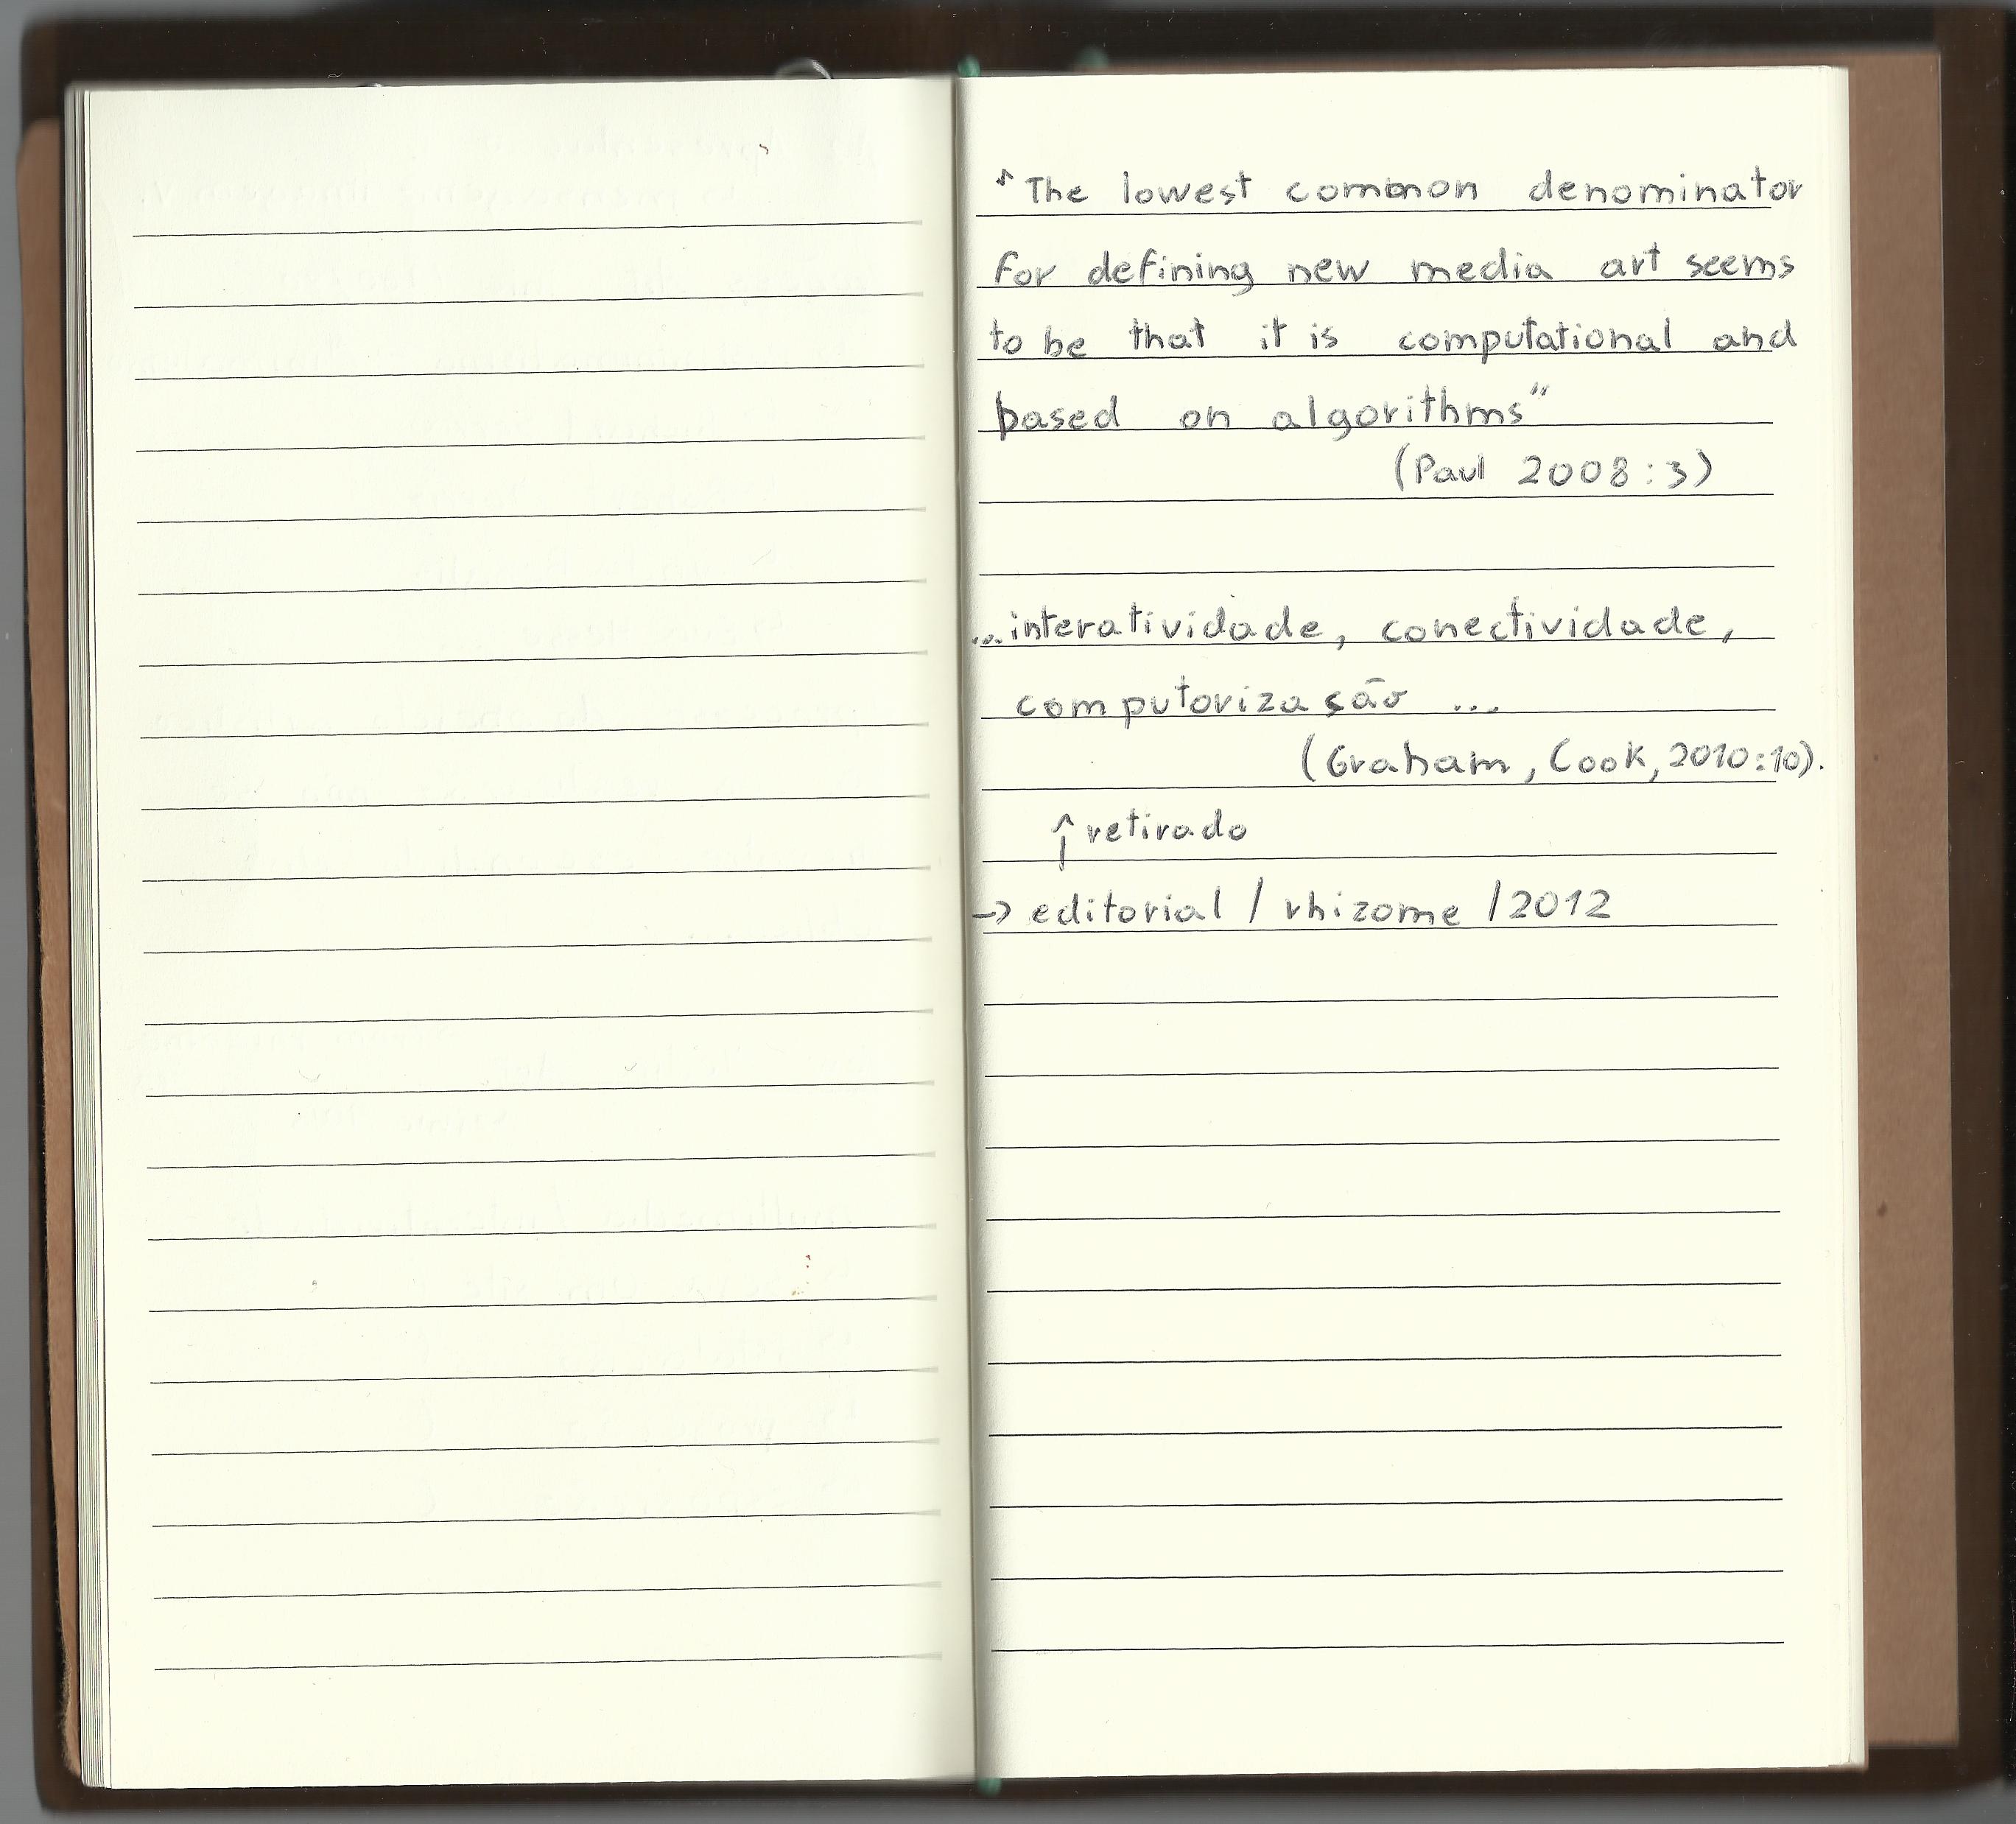 "The lowest common denominator
for defining new media art seems
to be that it is computational and
based on algorithms"
(Paul 2008:3)
...interatividade, conectividade,
computorização ...
(Graham, Cook, 2010:10).
↑ retirado
→ editorial / rhizome / 2012